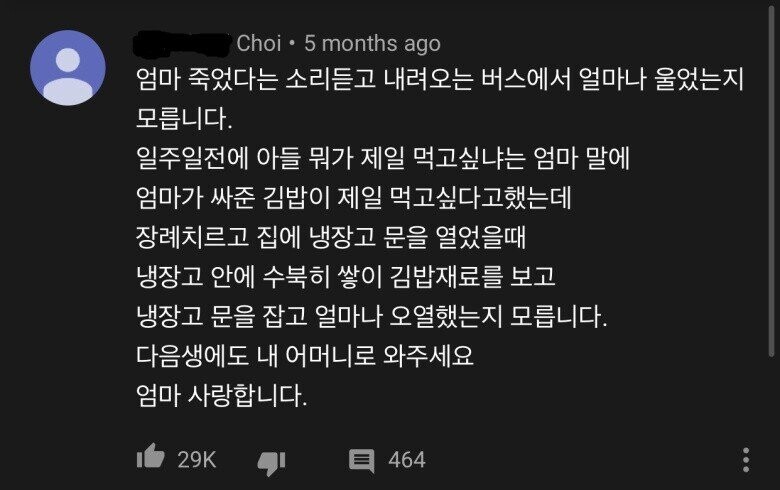 Choi • 5 months ago
엄마 죽었다는 소리듣고 내려오는 버스에서 얼마나 울었는지
모릅니다.
일주일전에 아들 뭐가 제일 먹고싶냐는 엄마 말에
엄마가 싸준 김밥이 제일 먹고싶다고했는데
장례치르고 집에 냉장고 문을 열었을때
냉장고 안에 수북히 쌓이 김밥재료를 보고
냉장고 문을 잡고 얼마나 오열했는지 모릅니다.
다음생에도 내 어머니로 와주세요
엄마 사랑합니다.
29K 464